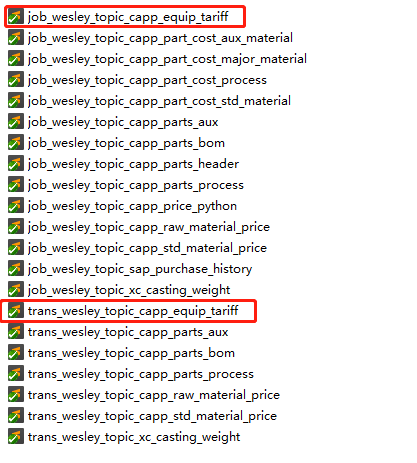 job_wesley_topic_capp_equip_tariff
job_wesley_topic_capp_part_cost_aux_material
job_wesley_topic_capp_part_cost_major_material
job_wesley_topic_capp_part_cost_process
job_wesley_topic_capp_part_cost_std_material
job_wesley_topic_capp_parts_aux
job_wesley_topic_capp_parts_bom
job_wesley_topic_capp_parts_header
job_wesley_topic_capp_parts_process
job_wesley_topic_capp_price_python
job_wesley_topic_capp_raw_material_price
job_wesley_topic_capp_std_material_price
job_wesley_topic_sap_purchase_history
job_wesley_topic_xc_casting_weight
trans_wesley_topic_capp_equip_tariff
trans_wesley_topic_capp_parts_aux
trans_wesley_topic_capp_parts_bom
trans_wesley_topic_capp_parts_process
trans_wesley_topic_capp_raw_material_price
trans_wesley_topic_capp_std_material_price
trans_wesley_topic_xc_casting_weight